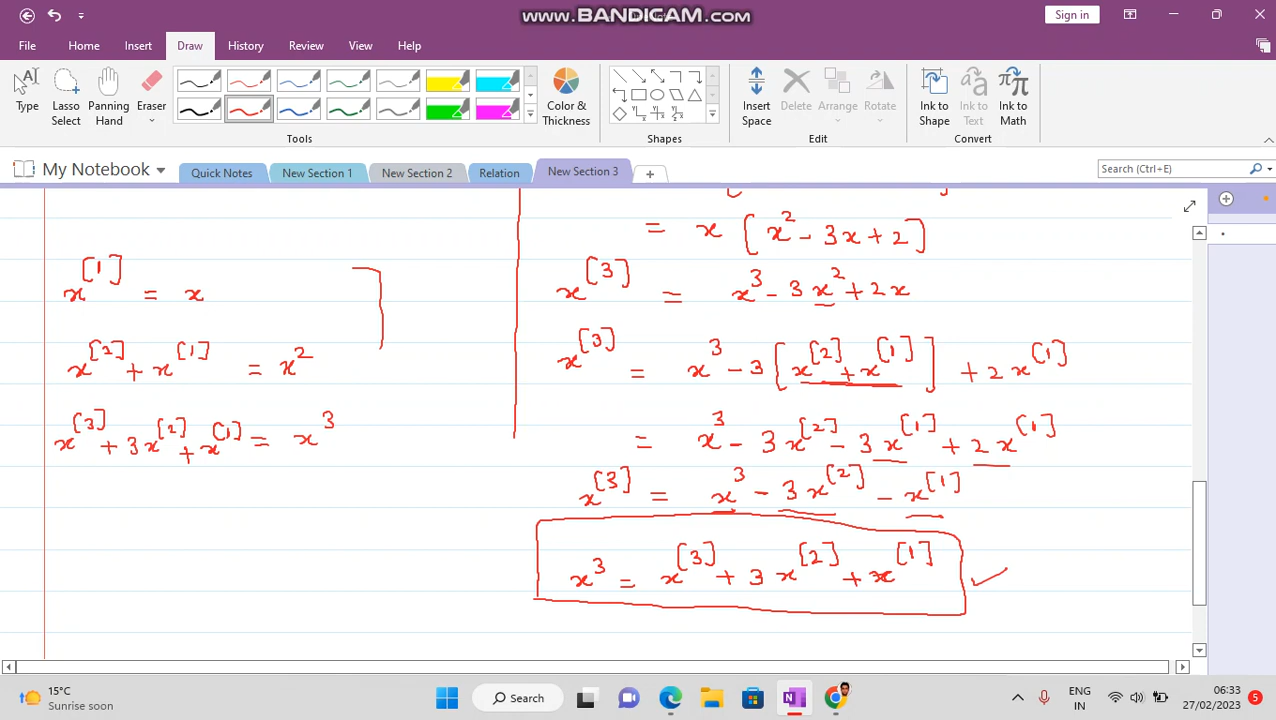 www.BANDICAM.com
Sign in
File Home Insert Draw History Review View Help
Type
Lasso Select
Panning Hand
Eraser
Color & Thickness
Insert Space
Delete
Arrange
Rotate
Ink to Shape
Ink to Text
Ink to Math
Tools
Shapes
Edit
Convert
My Notebook
Quick Notes
New Section 1
New Section 2
Relation
New Section 3
Search (Ctrl+E)
x^[1] = x
x^[2] + x^[1] = x^2
x^[3] + 3x^[2] + x^[1] = x^3
= x [x^2 - 3x + 2]
x^[3] = x^3 - 3x^2 + 2x
x^[3] = x^3 - 3[x^[2] + x^[1]] + 2x^[1]
= x^3 - 3x^[2] - 3x^[1] + 2x^[1]
x^[3] = x^3 - 3x^[2] - x^[1]
x^3 = x^[3] + 3x^[2] + x^[1] ✓
15°C
Sunrise soon
Search
ENG
IN
06:33
27/02/2023
5